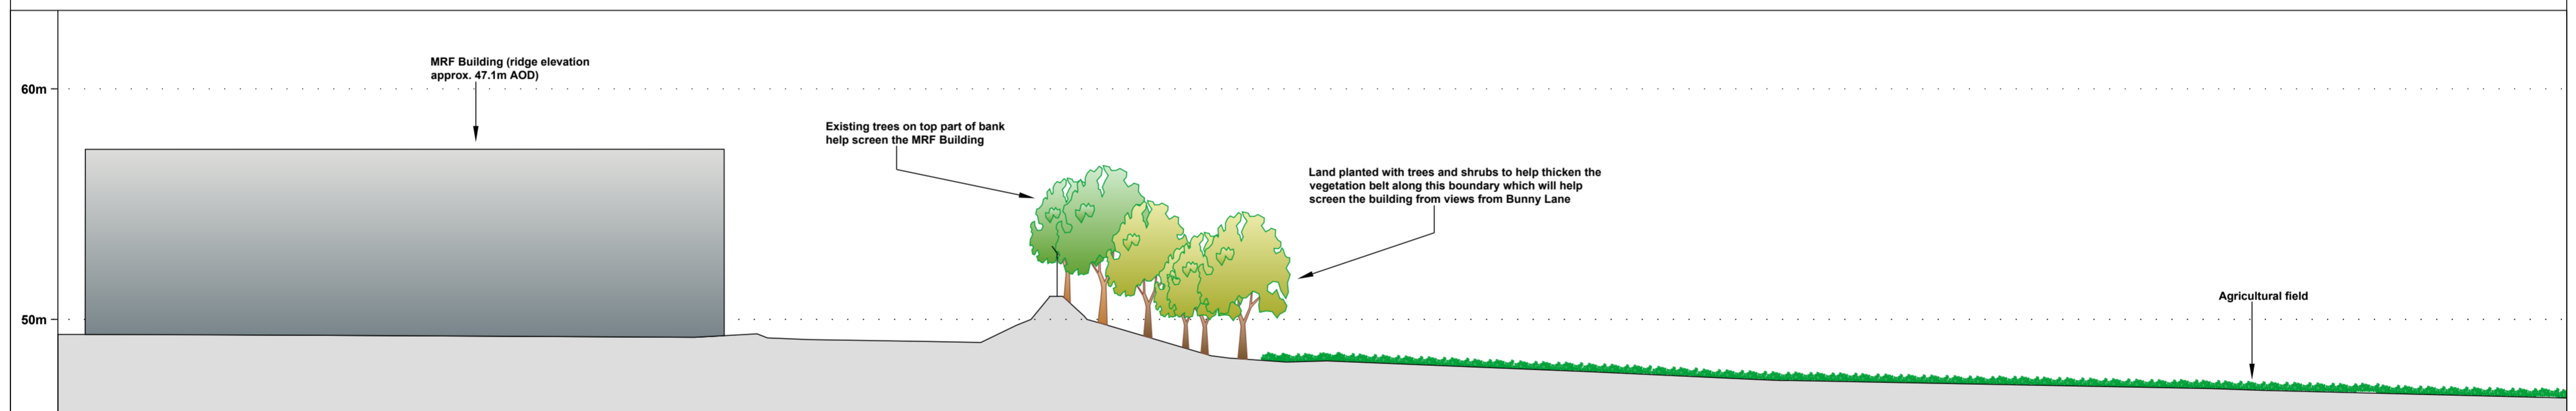 MRF Building (ridge elevation
approx. 47.1m AOD)
60m
Existing trees on top part of bank
help screen the MRF Building
Land planted with trees and shrubs to help thicken the
vegetation belt along this boundary which will help
screen the building from views from Bunny Lane
Agricultural field
50m